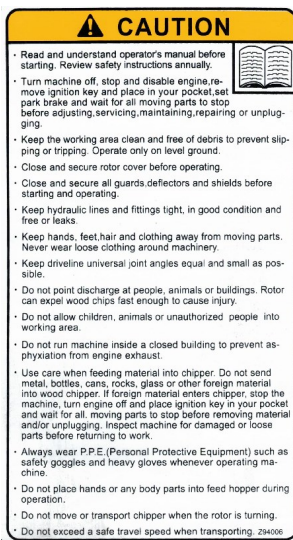 CAUTION
· Read and understand operator's manual before
starting. Review safety instructions annually.
· Turn machine off, stop and disable engine,re-
move ignition key and place in your pocket,set
park brake and wait for all moving parts to stop
before adjusting,servicing,maintaining,repairing or unplug-
ging.
· Keep the working area clean and free of debris to prevent slip-
ping or tripping. Operate only on level ground.
· Close and secure rotor cover before operating.
· Close and secure all guards,deflectors and shields before
starting and operating.
· Keep hydraulic lines and fittings tight, in good condition and
free or leaks.
· Keep hands, feet,hair and clothing away from moving parts.
Never wear loose clothing around machinery.
· Keep driveline universal joint angles equal and small as pos-
sible.
· Do not point discharge at people, animals or buildings. Rotor
can expel wood chips fast enough to cause injury.
· Do not allow children, animals or unauthorized people into
working area.
· Do not run machine inside a closed building to prevent as-
phyxiation from engine exhaust.
· Use care when feeding material into chipper. Do not send
metal, bottles, cans, rocks, glass or other foreign material
into wood chipper. If foreign material enters chipper, stop the
machine, turn engine off and place ignition key in your pocket
and wait for all. moving parts to stop before removing material
and/or unplugging. Inspect machine for damaged or loose
parts before returning to work.
· Always wear P.P.E.(Personal Protective Equipment) such as
safety goggles and heavy gloves whenever operating ma-
chine.
· Do not place hands or any body parts into feed hopper during
operation.
· Do not move or transport chipper when the rotor is turning.
· Do not exceed a safe travel speed when transporting. Z94006